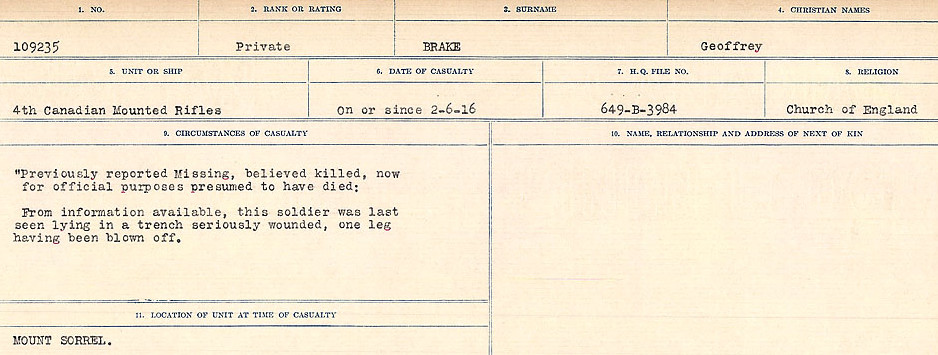 1. NO. 2. RANK OR RATING 3. SURNAME 4. CHRISTIAN NAMES
109235 Private BRAKE Geoffrey
5. UNIT OR SHIP 6. DATE OF CASUALTY 7. H.Q. FILE NO. 8. RELIGION
4th Canadian Mounted Rifles On or since 2-6-16 649-B-3984 Church of England
9. CIRCUMSTANCES OF CASUALTY 10. NAME, RELATIONSHIP AND ADDRESS OF NEXT OF KIN
"Previously reported Missing, believed killed, now
for official purposes presumed to have died:
From information available, this soldier was last
seen lying in a trench seriously wounded, one leg
having been blown off.
11. LOCATION OF UNIT AT TIME OF CASUALTY
MOUNT SORREL.